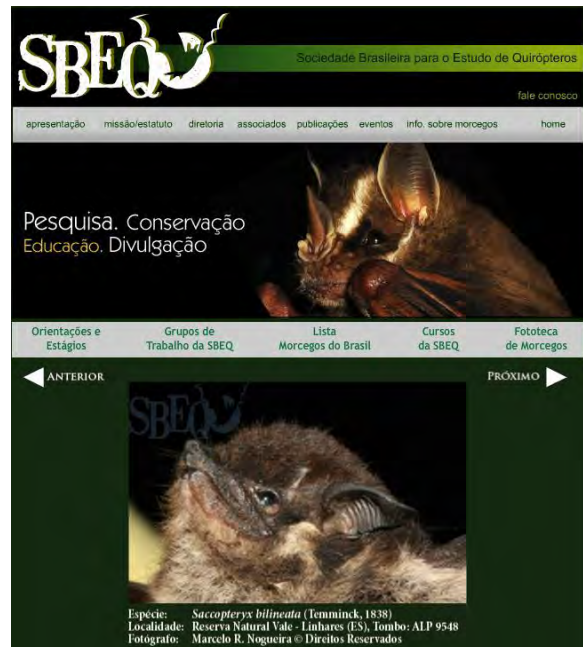 SBEQ
Sociedade Brasileira para o Estudo de Quirópteros
fale conosco
apresentação missão/estatuto diretoria associados publicações eventos info. sobre morcegos home
Pesquisa. Conservação
Educação. Divulgação
Orientações e Estágios
Grupos de Trabalho da SBEQ
Lista Morcegos do Brasil
Cursos da SBEQ
Fototeca de Morcegos
ANTERIOR PRÓXIMO
SBEQ
Espécie: Saccopteryx bilineata (Temminck, 1838)
Localidade: Reserva Natural Vale - Linhares (ES), Tombo: ALP 9548
Fotógrafo: Marcelo R. Nogueira © Direitos Reservados